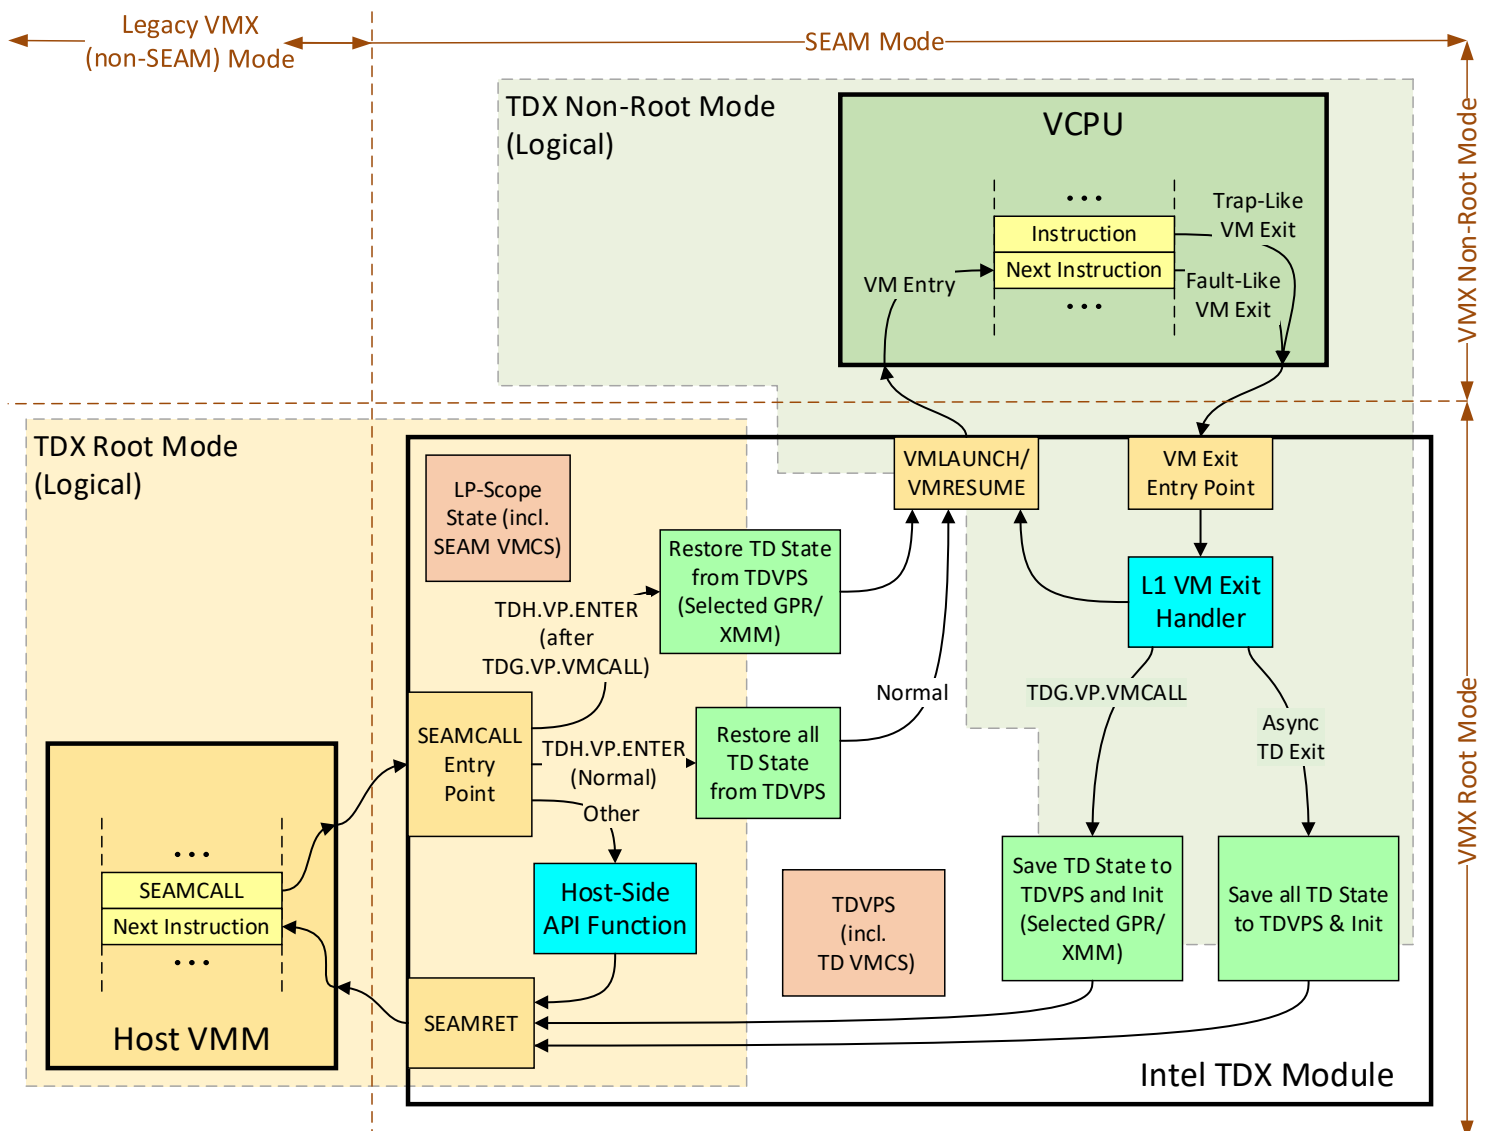 Legacy VMX
(non-SEAM) Mode
SEAM Mode
TDX Non-Root Mode
(Logical)
VCPU
• • •
Instruction
Next Instruction
• • •
Trap-Like
VM Exit
Fault-Like
VM Exit
VM Entry
VMX Non-Root Mode
TDX Root Mode
(Logical)
LP-Scope
State (incl.
SEAM VMCS)
VMLAUNCH/
VMRESUME
VM Exit
Entry Point
Restore TD State
from TDVPS
(Selected GPR/
XMM)
L1 VM Exit
Handler
TDH.VP.ENTER
(after
TDG.VP.VMCALL)
Normal
TDG.VP.VMCALL
Async
TD Exit
SEAMCALL
Entry
Point
TDH.VP.ENTER
(Normal)
Restore all
TD State
from TDVPS
Other
Host-Side
API Function
TDVPS
(incl.
TD VMCS)
Save TD State to
TDVPS and Init
(Selected GPR/
XMM)
Save all TD State
to TDVPS & Init
• • •
SEAMCALL
Next Instruction
• • •
Host VMM
SEAMRET
Intel TDX Module
VMX Root Mode